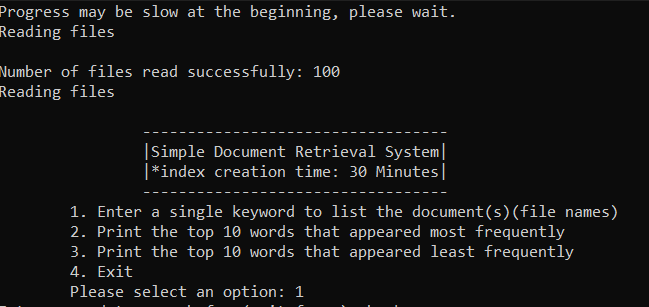 Progress may be slow at the beginning, please wait.
Reading files
Number of files read successfully: 100
Reading files
----------------------------------
|Simple Document Retrieval System|
|*index creation time: 30 Minutes|
----------------------------------
1. Enter a single keyword to list the document(s)(file names)
2. Print the top 10 words that appeared most frequently
3. Print the top 10 words that appeared least frequently
4. Exit
Please select an option: 1